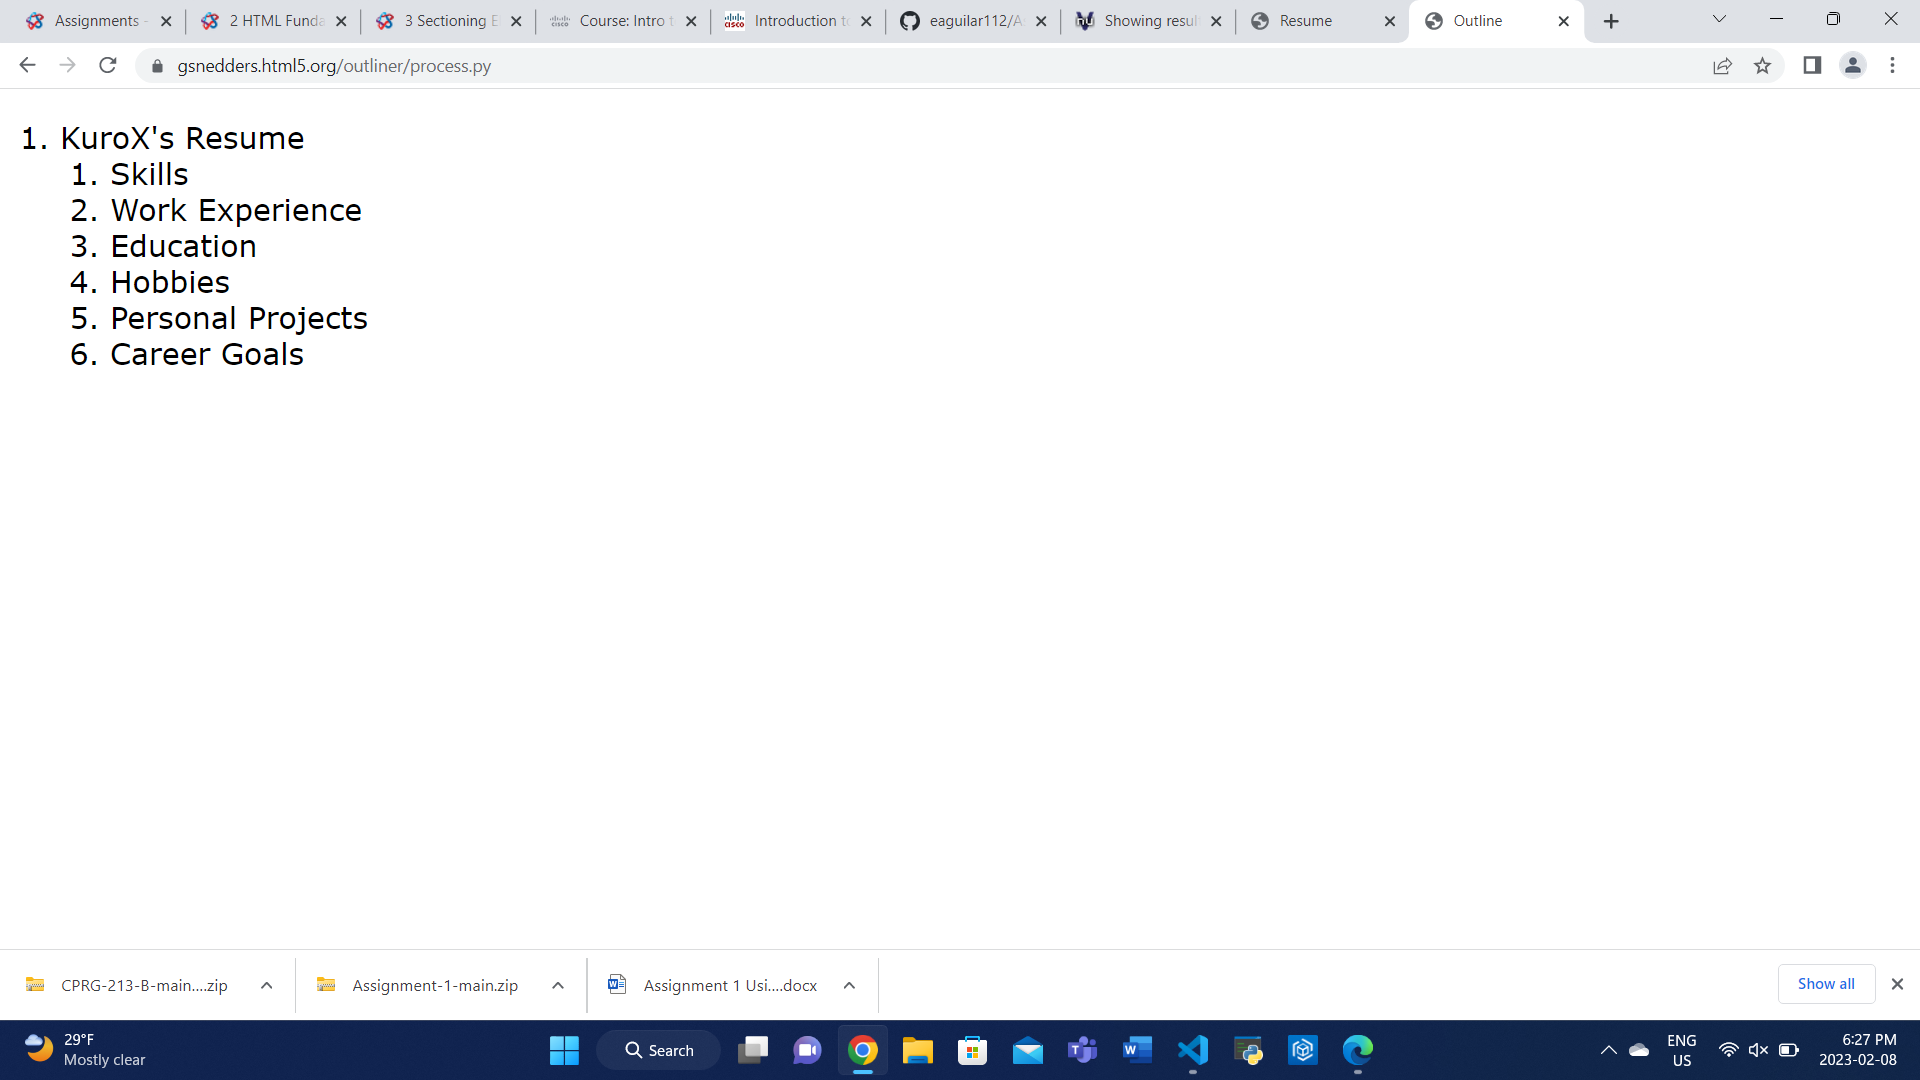 Assignments -
2 HTML Funda
3 Sectioning E
Course: Intro t
Introduction to
eaguilar112/As
Showing resul
Resume
Outline
gsnedders.html5.org/outliner/process.py
1. KuroX's Resume
1. Skills
2. Work Experience
3. Education
4. Hobbies
5. Personal Projects
6. Career Goals
CPRG-213-B-main....zip
Assignment-1-main.zip
Assignment 1 Usi....docx
Show all
29°F
Mostly clear
Search
ENG
US
6:27 PM
2023-02-08